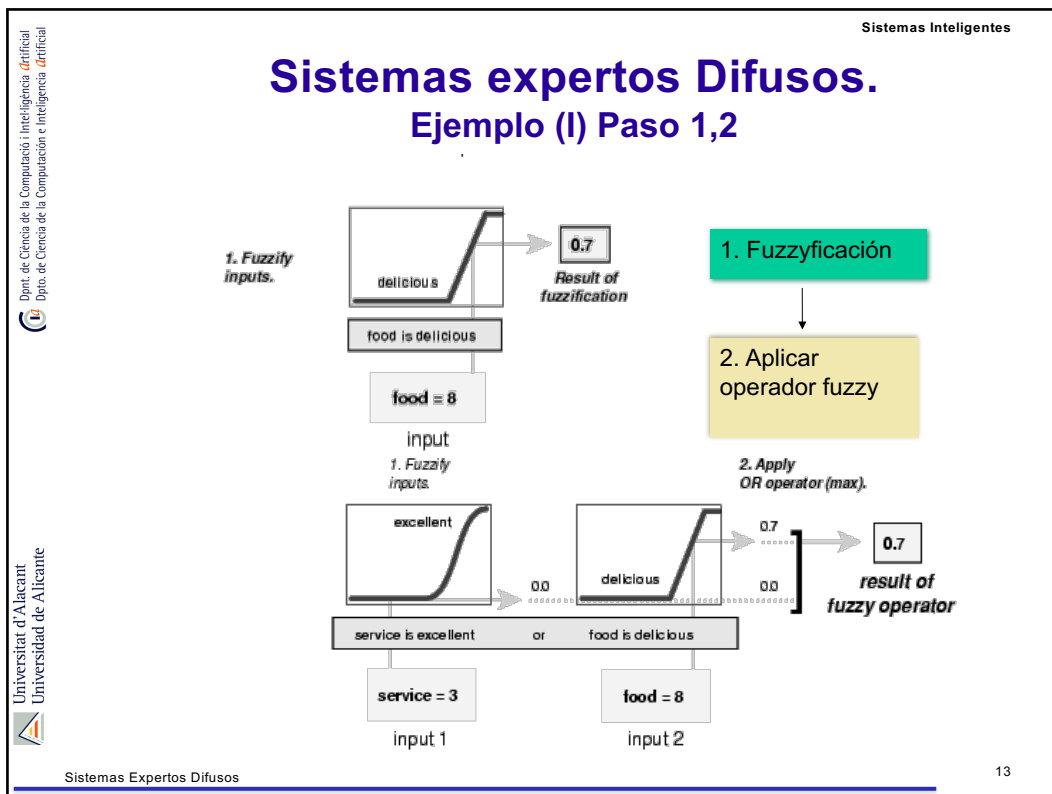 Sistemas Inteligentes
Dpnt. de Ciència de la Computació i Intel·ligència Artificial
Dpto. de Ciencia de la Computación e Inteligencia Artificial
Sistemas expertos Difusos.
Ejemplo (I) Paso 1,2
1. Fuzzify
inputs.
delicious
0.7
Result of
fuzzification
food is delicious
food = 8
input
1. Fuzzyficación
2. Aplicar
operador fuzzy
1. Fuzzify
inputs.
2. Apply
OR operator (max).
excellent
0.0
delicious
0.7
0.0
0.7
result of
fuzzy operator
service is excellent or food is delicious
service = 3
input 1
food = 8
input 2
Universitat d'Alacant
Universidad de Alicante
Sistemas Expertos Difusos
13